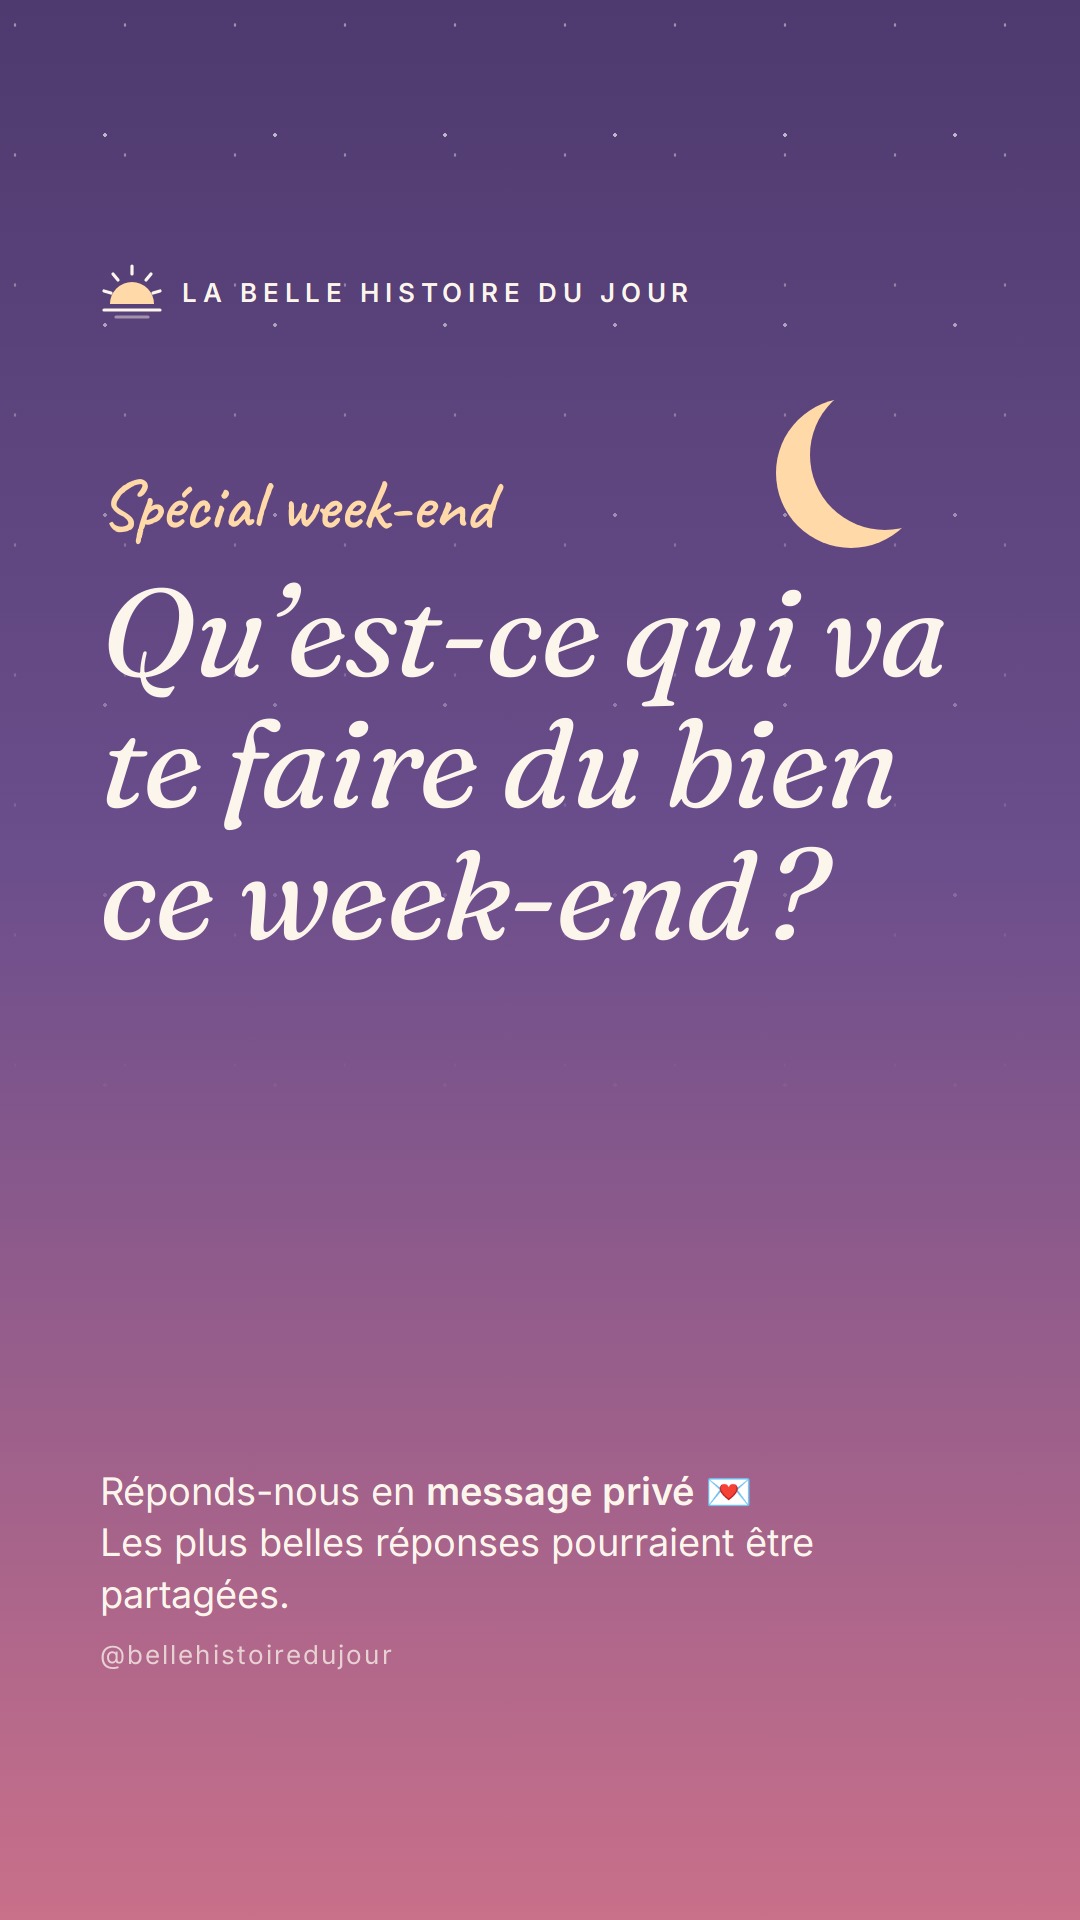 LA BELLE HISTOIRE DU JOUR
Spécial week-end
Qu’est-ce qui va
te faire du bien
ce week-end ?
Réponds-nous en message privé 💌
Les plus belles réponses pourraient être
partagées.
@bellehistoiredujour